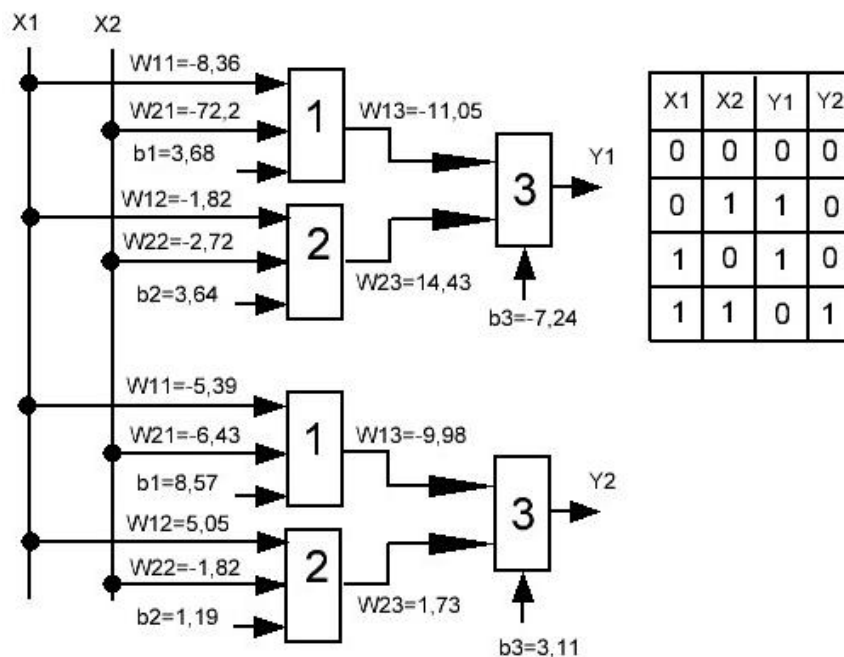 X1 X2
W11=-8,36
W21=-72,2
b1=3,68
1
W13=-11,05
W12=-1,82
W22=-2,72
b2=3,64
2
W23=14,43
3
b3=-7,24
Y1
X1 X2 Y1 Y2
0 0 0 0
0 1 1 0
1 0 1 0
1 1 0 1
W11=-5,39
W21=-6,43
b1=8,57
1
W13=-9,98
W12=5,05
W22=-1,82
b2=1,19
2
W23=1,73
3
b3=3,11
Y2